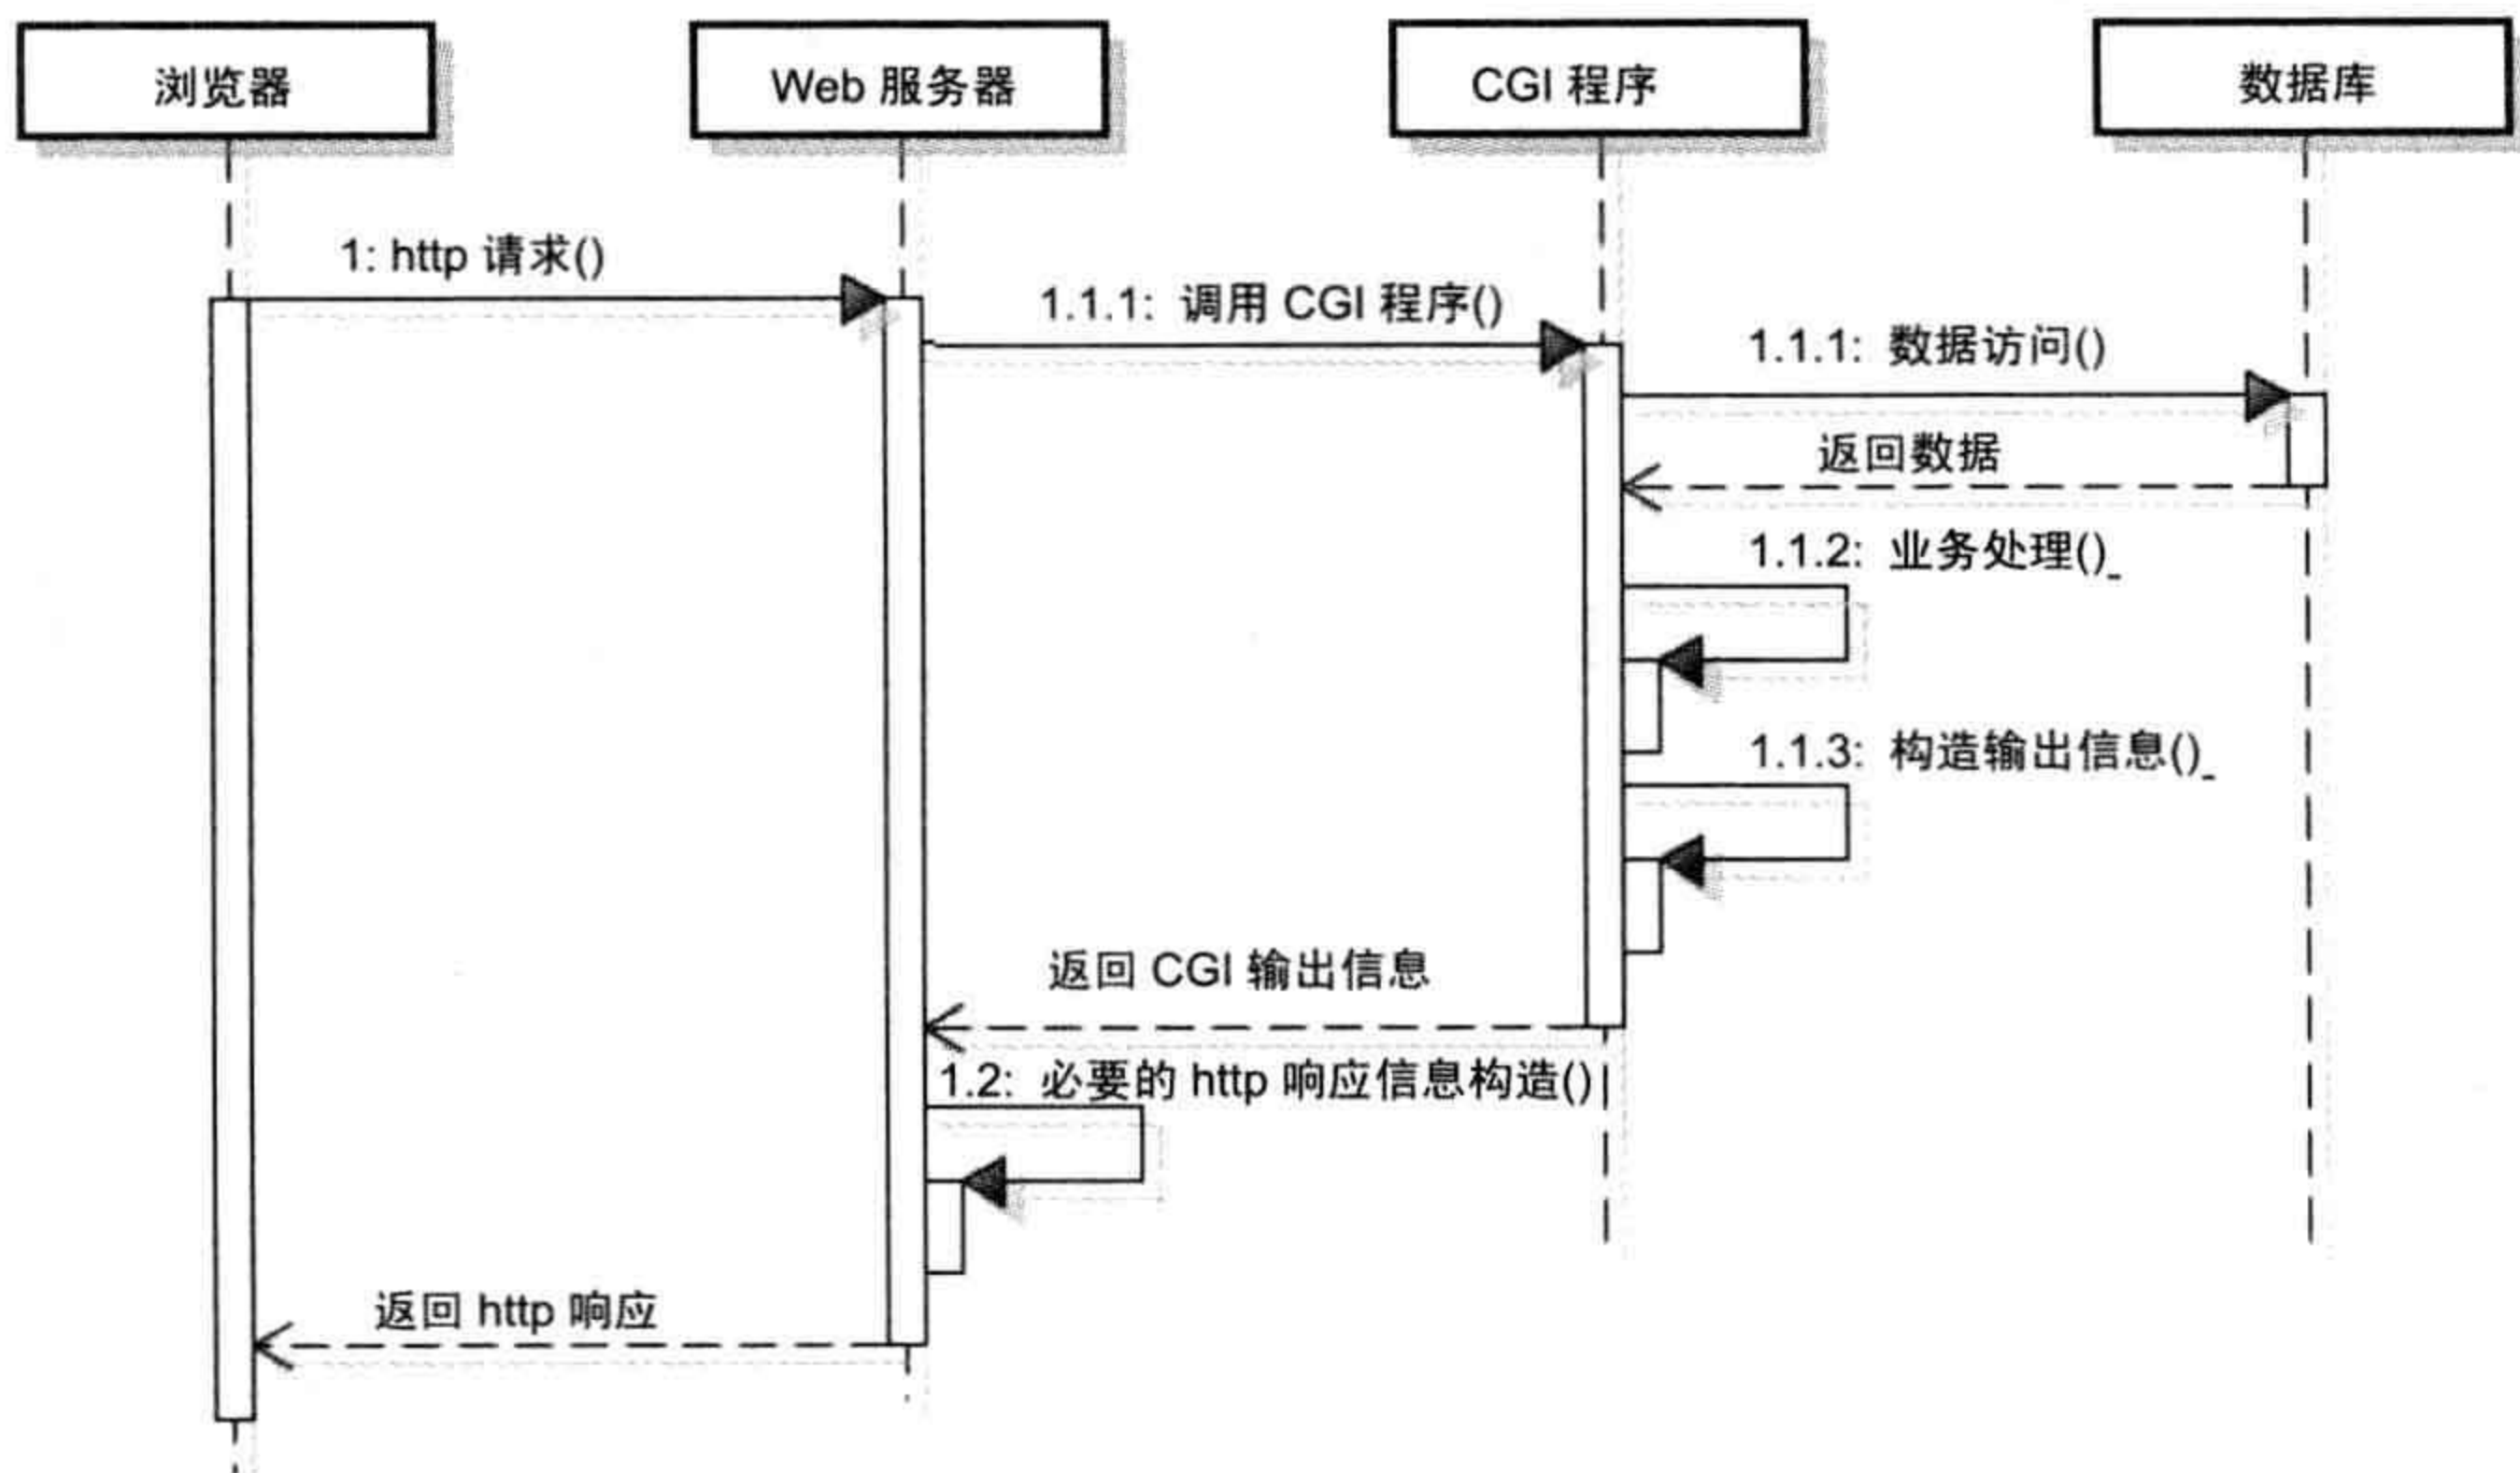 浏览器
Web 服务器
CGI 程序
数据库
1: http 请求()
1.1.1: 调用 CGI 程序()
1.1.1: 数据访问()
返回数据
1.1.2: 业务处理()
1.1.3: 构造输出信息()
返回 CGI 输出信息
1.2: 必要的 http 响应信息构造()
返回 http 响应